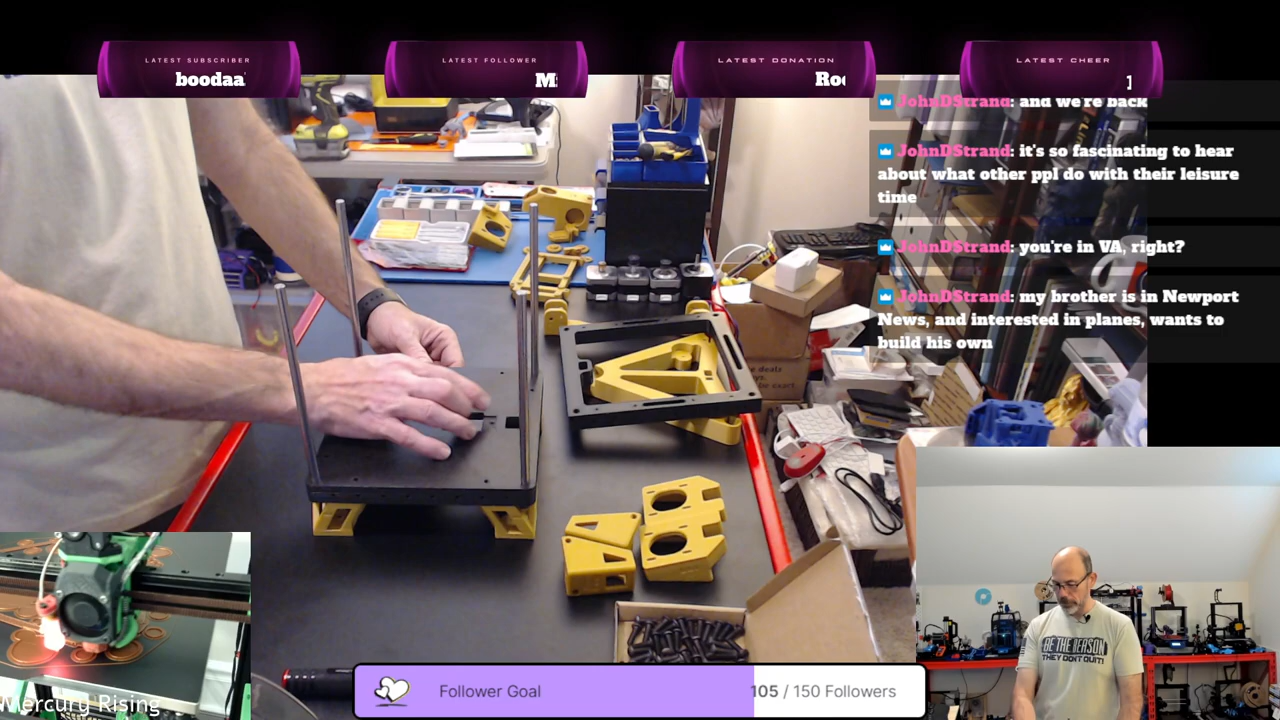 LATEST SUBSCRIBER
boodaa
LATEST FOLLOWER
M
LATEST DONATION
Roc
LATEST CHEER
1
JohnDStrand: and we're back
JohnDStrand: it's so fascinating to hear
about what other ppl do with their leisure
time
JohnDStrand: you're in VA, right?
JohnDStrand: my brother is in Newport
News, and interested in planes, wants to
build his own
BE THE REASON
THEY DON'T QUIT!
Mercury Rising
Follower Goal
105 / 150 Followers